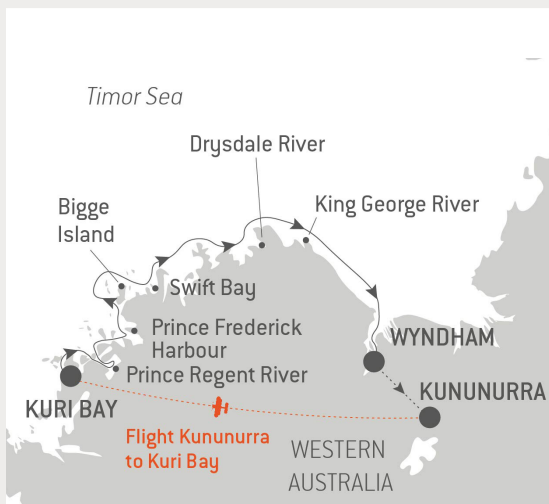 Timor Sea
Drysdale River
King George River
Bigge
Island
Swift Bay
Prince Frederick
Harbour
WYNDHAM
Prince Regent River
KUNUNURRA
KURI BAY
Flight Kununurra
to Kuri Bay
WESTERN
AUSTRALIA